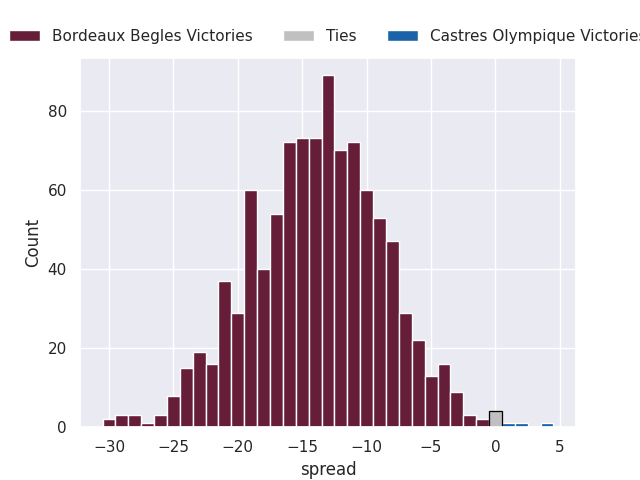 Bordeaux Begles Victories Ties Castres Olympique Victories
80
60
40
20
0
Count
−30 −25 −20 −15 −10 −5 0 5
spread